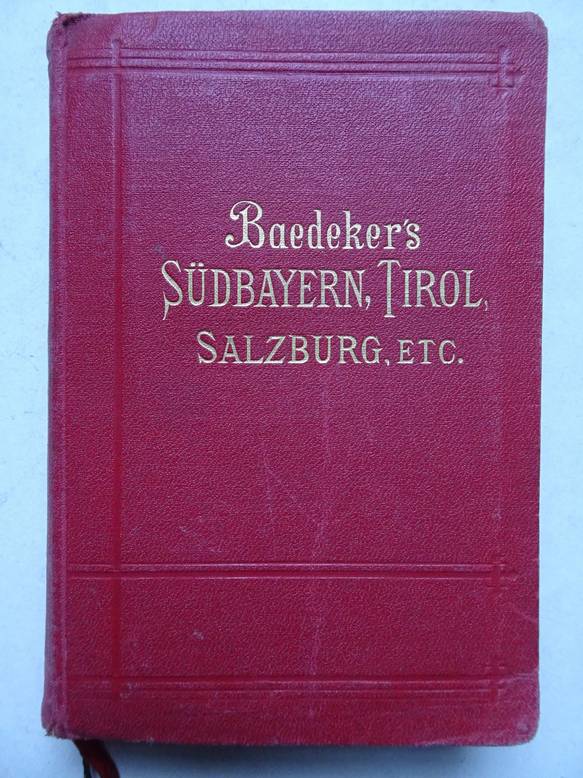 Baedeker's
SÜDBAYERN, TIROL,
SALZBURG, ETC.